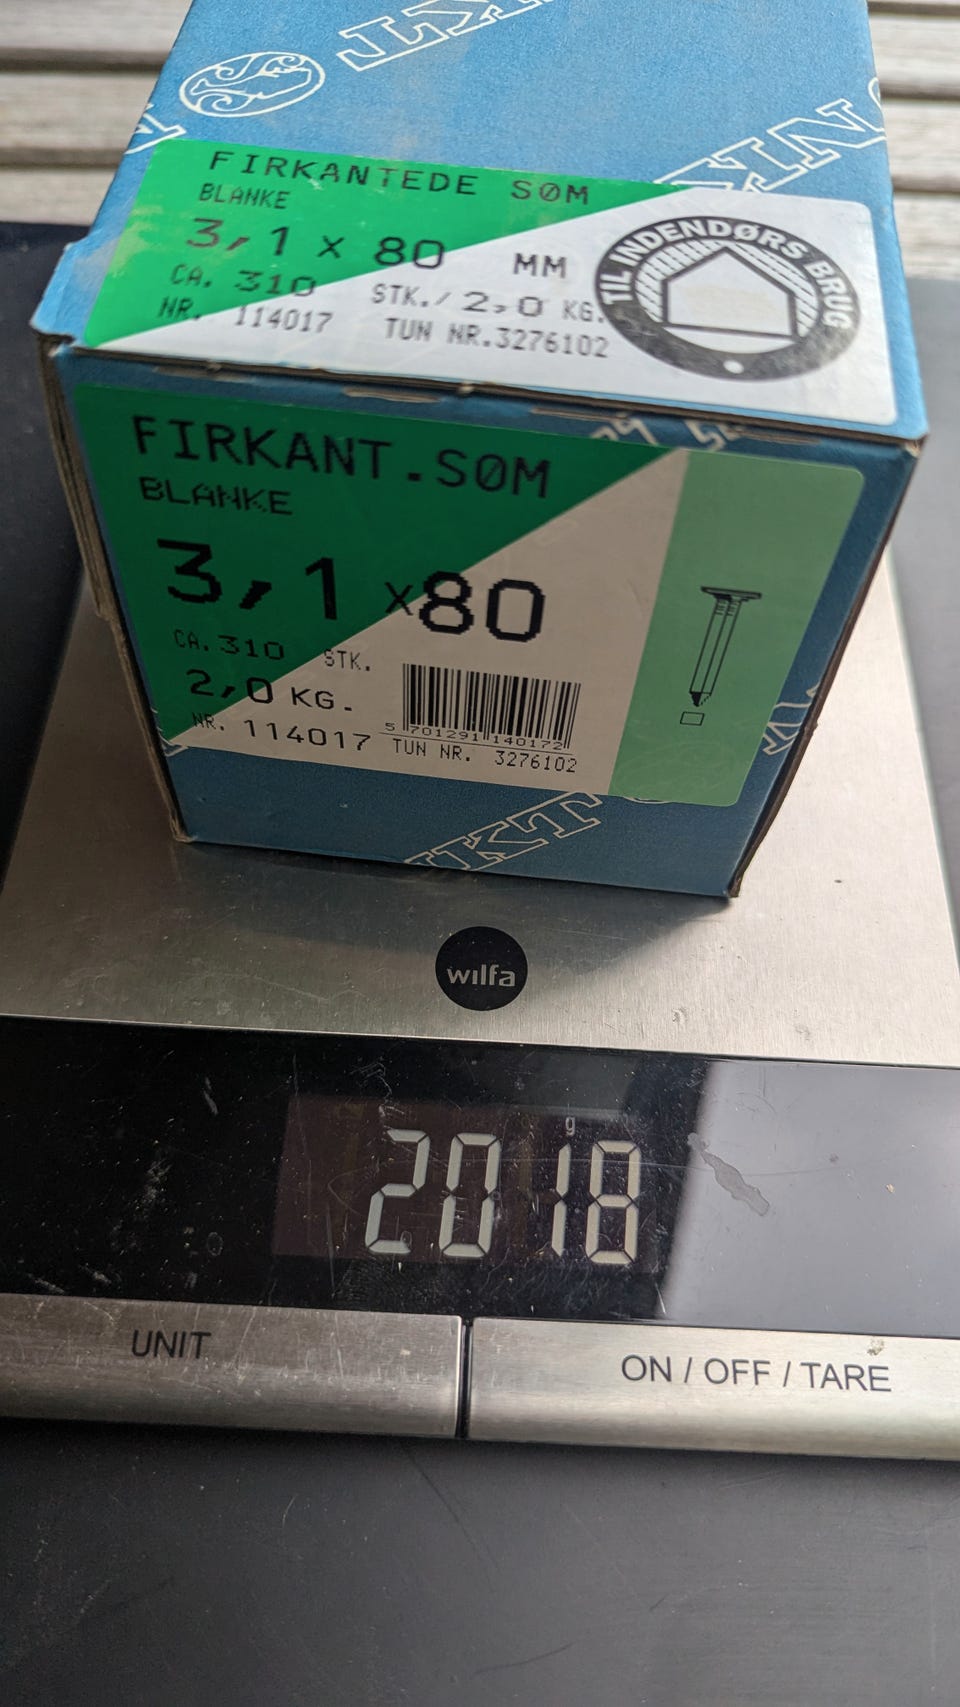 FIRKANTEDE SØM
BLANKE
3,1 x 80 MM
CA. 310 STK./2,0 KG.
NR. 114017 TUN NR.3276102
TIL INDENDØRS BRUG
FIRKANT.SØM
BLANKE
3,1 x80
CA.310 STK.
2,0 KG.
NR. 114017
5 701291 140172
TUN NR. 3276102
wilfa
g
2018
UNIT
ON / OFF / TARE